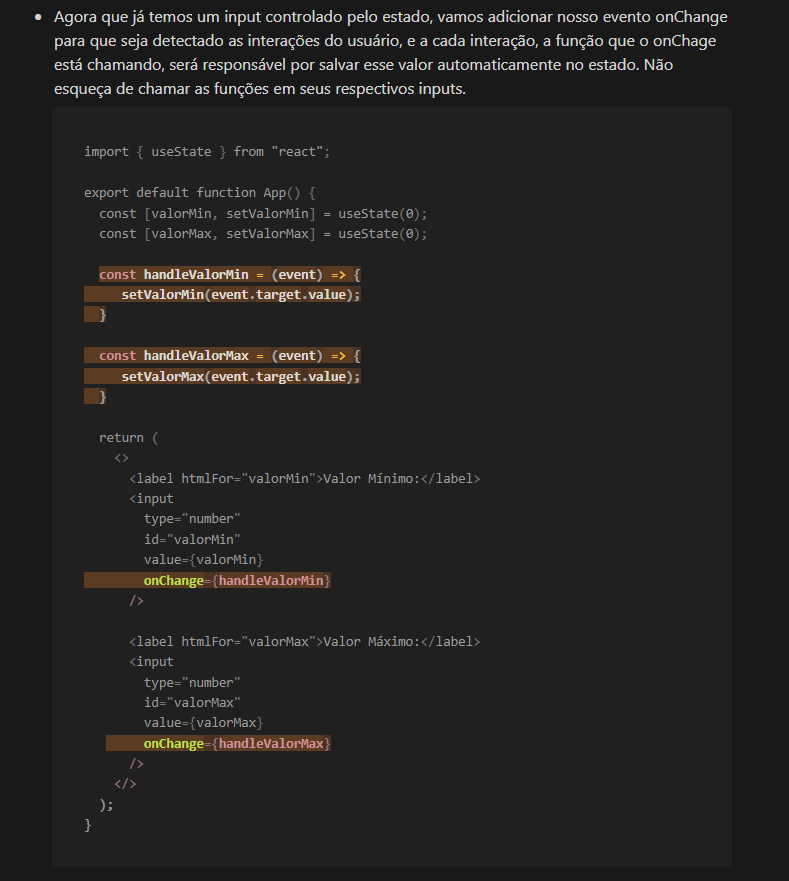 • Agora que já temos um input controlado pelo estado, vamos adicionar nosso evento onChange
para que seja detectado as interações do usuário, e a cada interação, a função que o onChage
está chamando, será responsável por salvar esse valor automaticamente no estado. Não
esqueça de chamar as funções em seus respectivos inputs.
import { useState } from "react";
export default function App() {
  const [valorMin, setValorMin] = useState(0);
  const [valorMax, setValorMax] = useState(0);
  const handleValorMin = (event) => {
     setValorMin(event.target.value);
  }
  const handleValorMax = (event) => {
     setValorMax(event.target.value);
  }
  return (
    <>
      <label htmlFor="valorMin">Valor Mínimo:</label>
      <input
        type="number"
        id="valorMin"
        value={valorMin}
        onChange={handleValorMin}
      />
      <label htmlFor="valorMax">Valor Máximo:</label>
      <input
        type="number"
        id="valorMax"
        value={valorMax}
        onChange={handleValorMax}
      />
    </>
  );
}